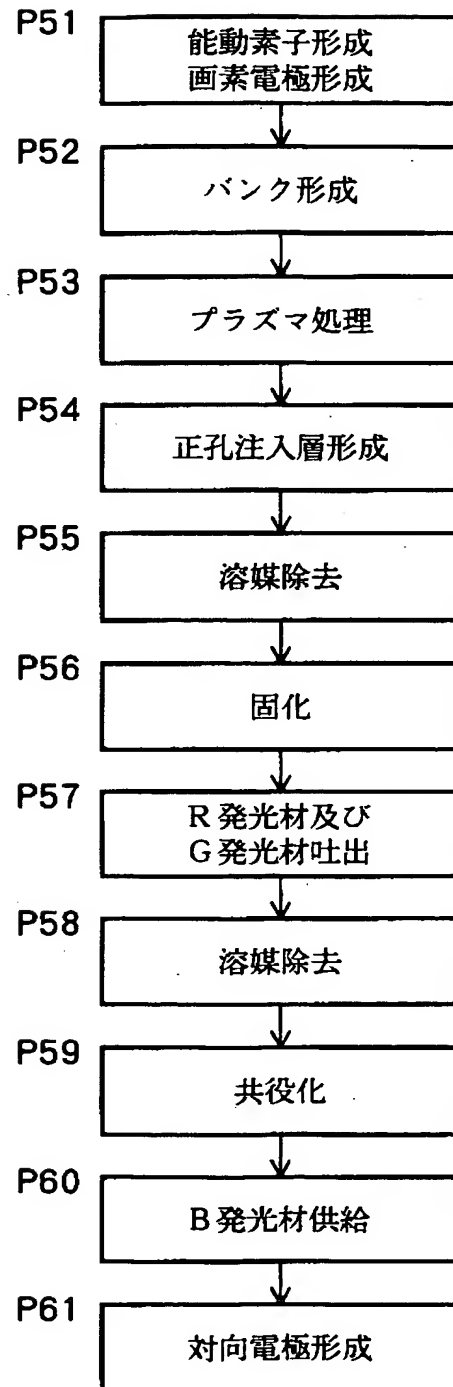 P51
能動素子形成
画素電極形成
P52
バンク形成
P53
プラズマ処理
P54
正孔注入層形成
P55
溶媒除去
P56
固化
P57
R発光材及び
G発光材吐出
P58
溶媒除去
P59
共役化
P60
B発光材供給
P61
対向電極形成